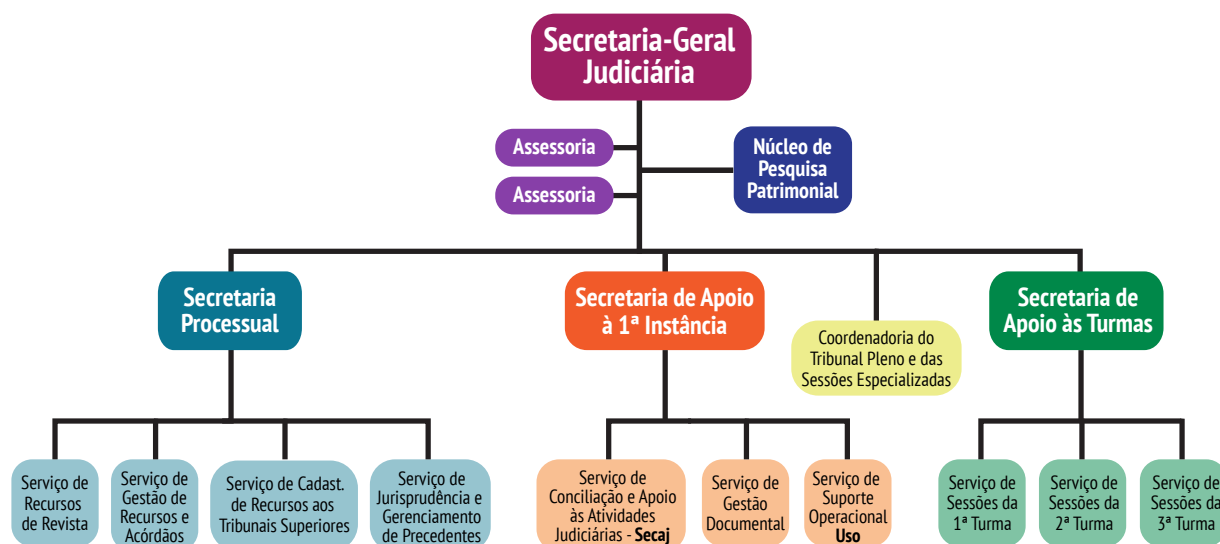 Secretaria-Geral
Judiciária
Assessoria
Assessoria
Núcleo de
Pesquisa
Patrimonial
Secretaria
Processual
Secretaria de Apoio
à 1ª Instância
Coordenadoria do
Tribunal Pleno e das
Sessões Especializadas
Secretaria de
Apoio às Turmas
Serviço de
Recursos
de Revista
Serviço de
Gestão de
Recursos e
Acórdãos
Serviço de Cadast.
de Recursos aos
Tribunais Superiores
Serviço de
Jurisprudência e
Gerenciamento
de Precedentes
Serviço de
Conciliação e Apoio
às Atividades
Judiciárias - Secaj
Serviço de
Gestão
Documental
Serviço de
Suporte
Operacional
Uso
Serviço de
Sessões da
1ª Turma
Serviço de
Sessões da
2ª Turma
Serviço de
Sessões da
3ª Turma